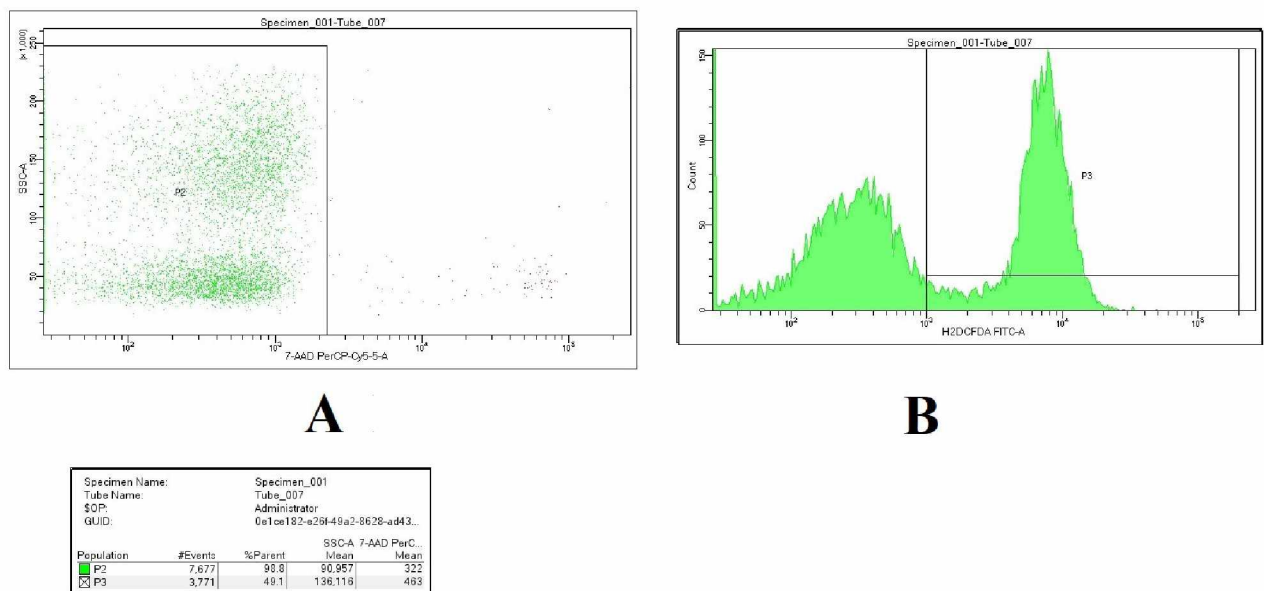 Specimen_001-Tube_007
(x 1,000)
250
200
150
100
50
SSC-A
P2
10² 10³ 10⁴ 10⁵
7-AAD PerCP-Cy5-5-A
A
Specimen_001-Tube_007
150
100
50
0
Count
P3
10² 10³ 10⁴ 10⁵
H2DCFDA FITC-A
B
Specimen Name: Specimen_001
Tube Name: Tube_007
$OP: Administrator
GUID: 0e1ce182-e26f-49a2-8628-ad43...
SSC-A 7-AAD PerC...
Population #Events %Parent Mean Mean
P2 7,677 98.8 90,957 322
P3 3,771 49.1 136,116 463